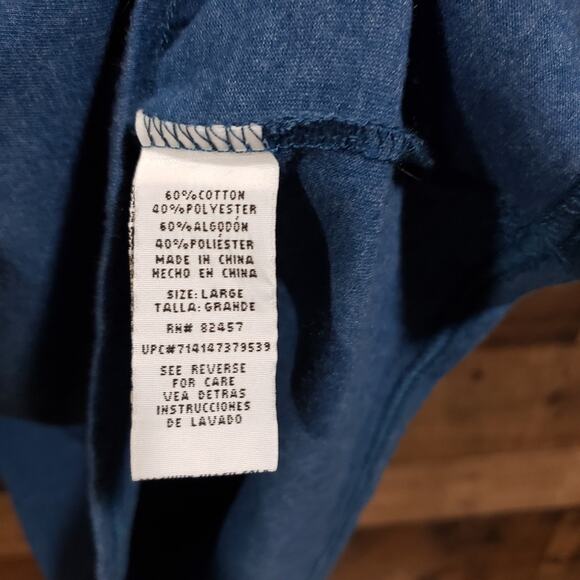 60%COTTON
40%POLYESTER
60%ALGODÓN
40%POLIÉSTER
MADE IN CHINA
HECHO EN CHINA
SIZE: LARGE
TALLA: GRANDE
RN# 82457
UPC#714147379539
SEE REVERSE
FOR CARE
VEA DETRAS
INSTRUCCIONES
DE LAVADO